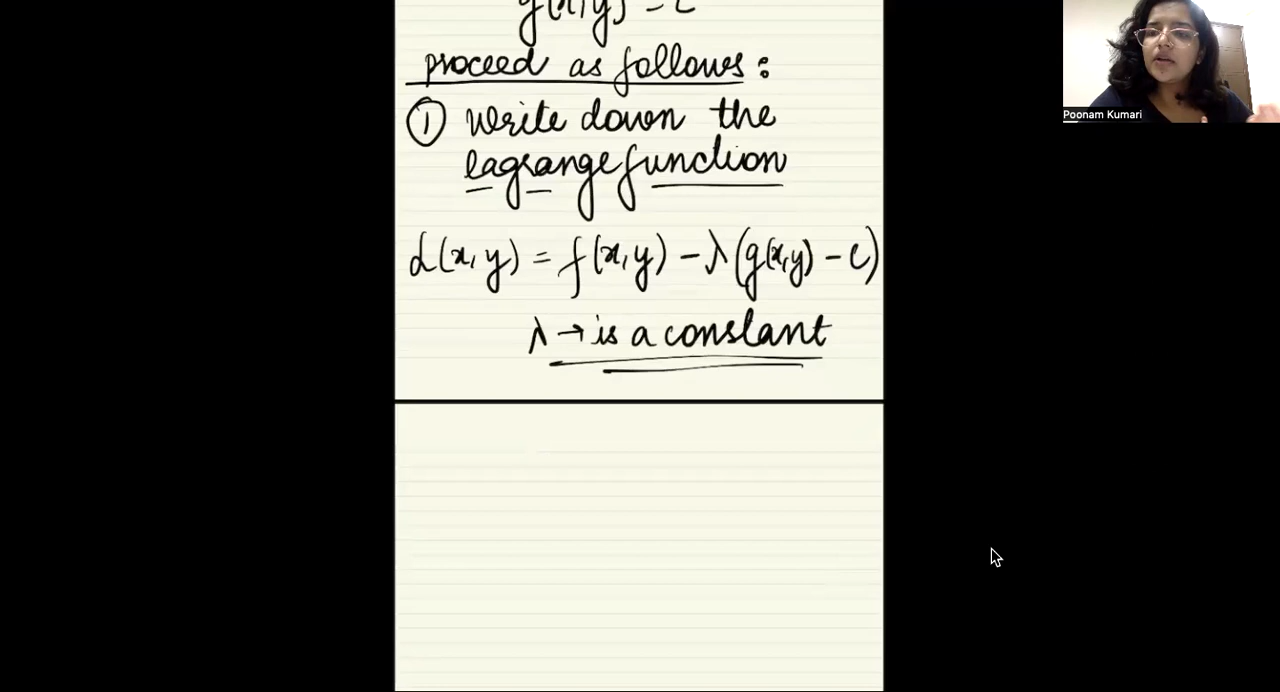 g(x,y) = c
proceed as follows:
① write down the
lagrange function
L(x,y) = f(x,y) - λ(g(x,y) - c)
λ → is a constant
Poonam Kumari